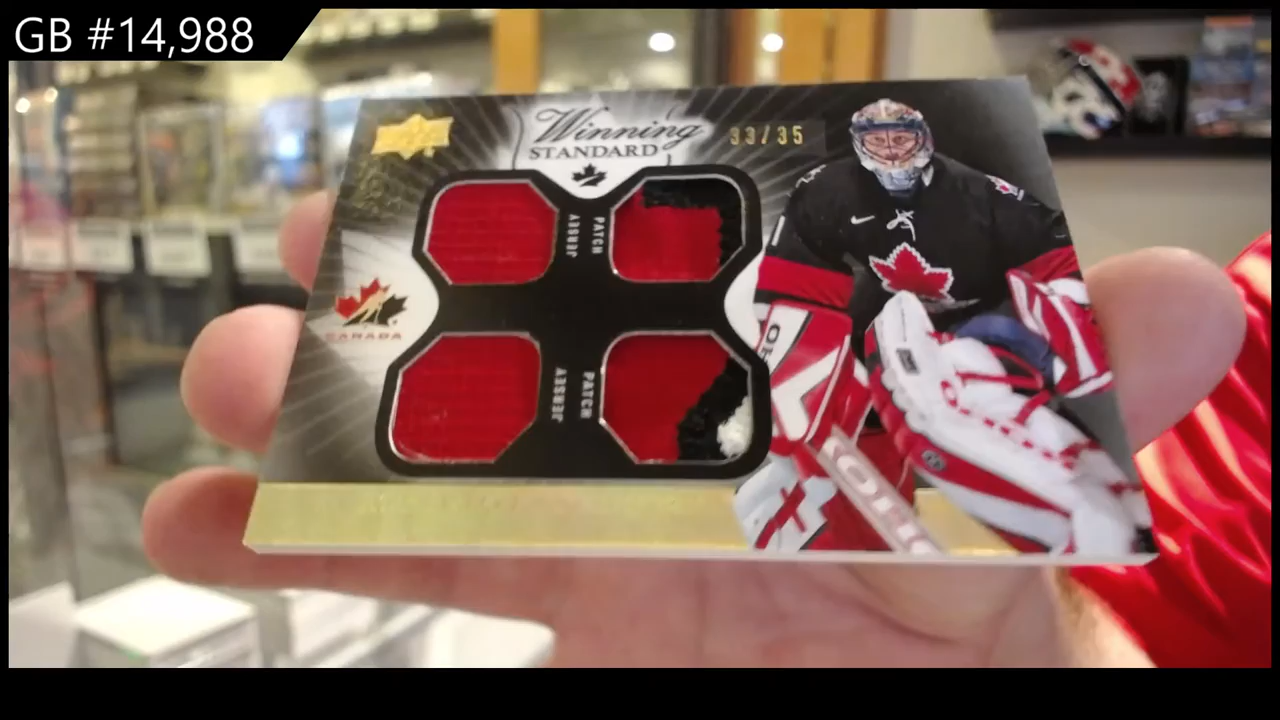 GB #14,988
Winning
STANDARD
33/35
JERSEY
PATCH
CANADA
JERSEY
PATCH